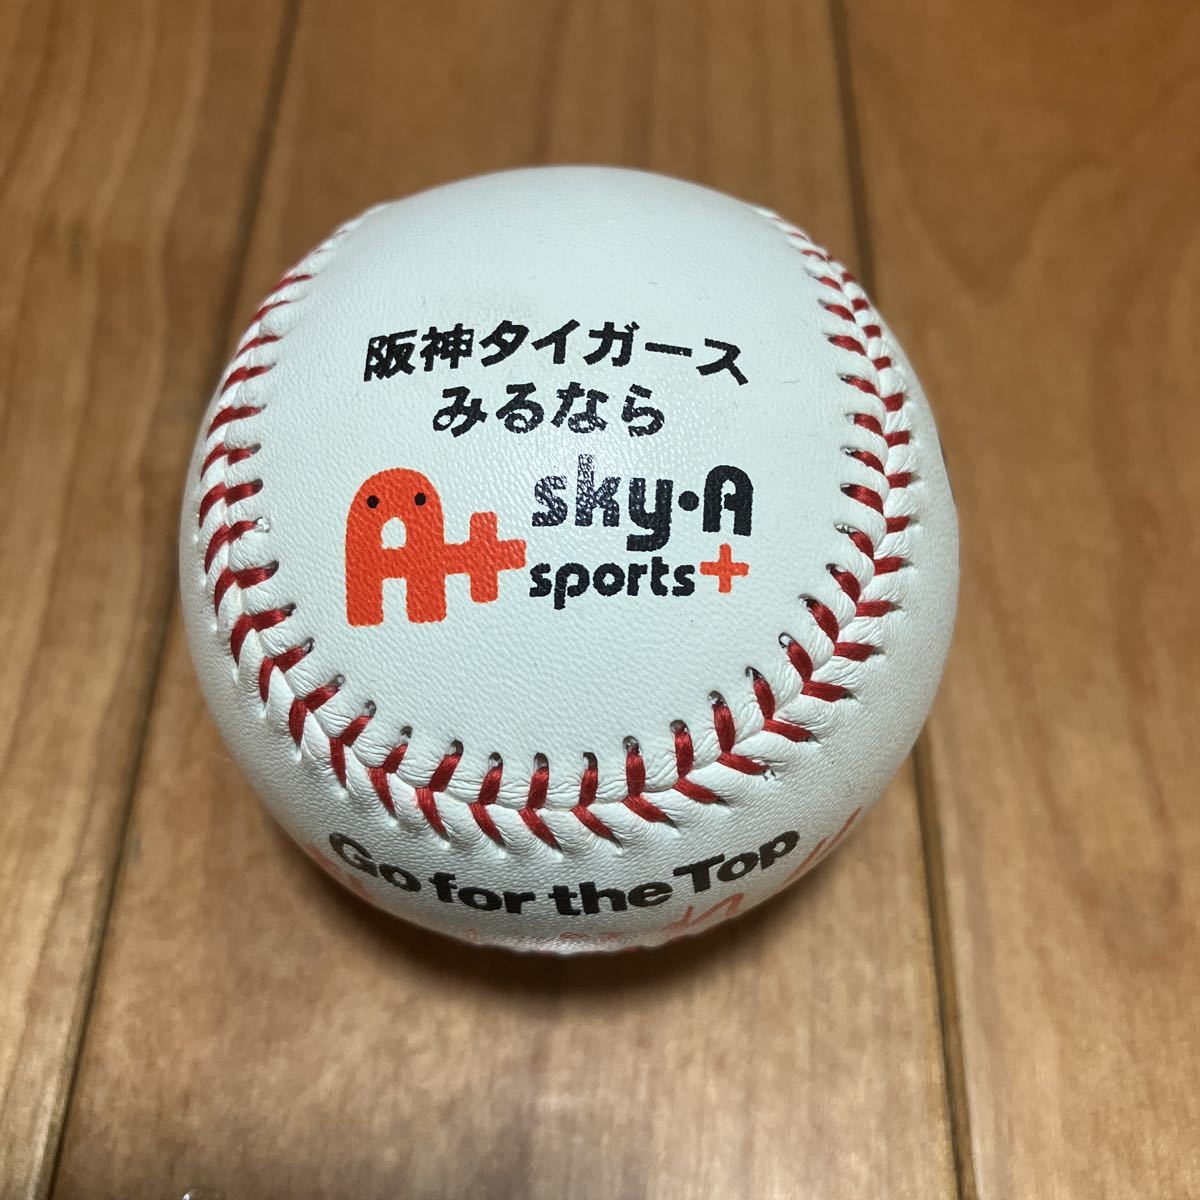 阪神タイガース
みるなら
A+ sky・A
sports+
Go for the Top